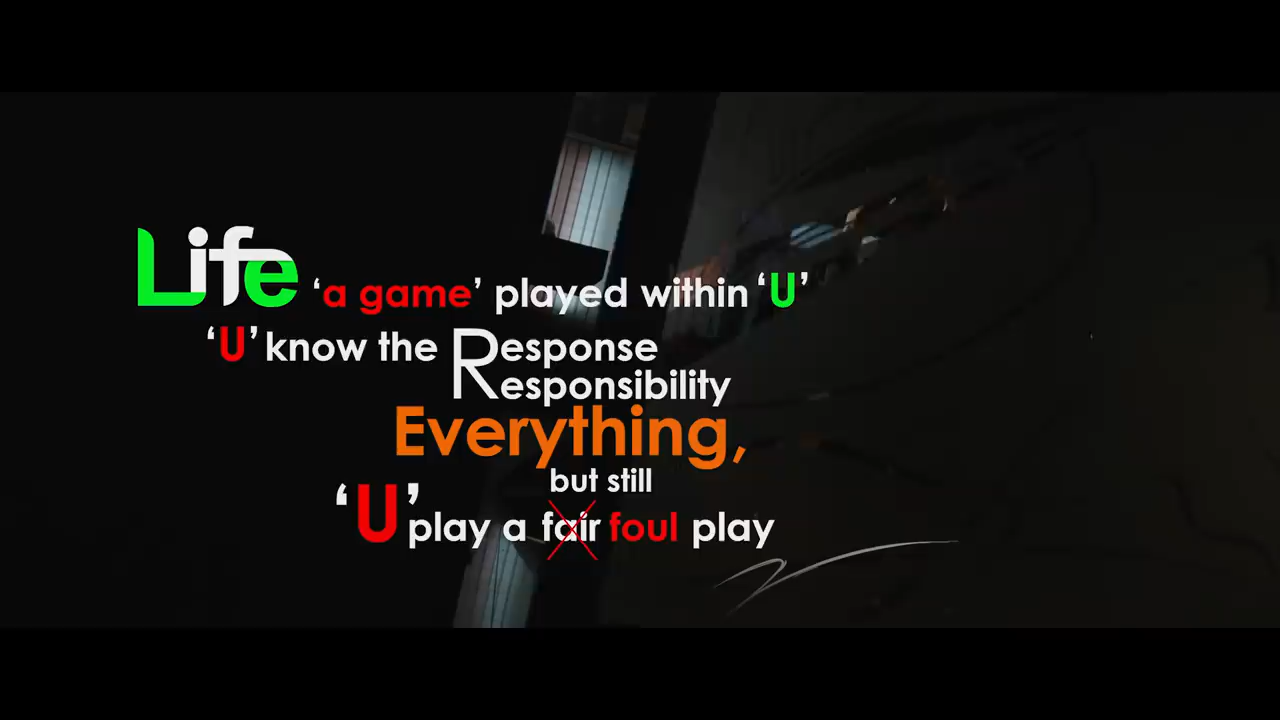 Life ‘a game’ played within ‘U’
‘U’ know the Response
Responsibility
Everything,
but still
‘U’ play a fair foul play